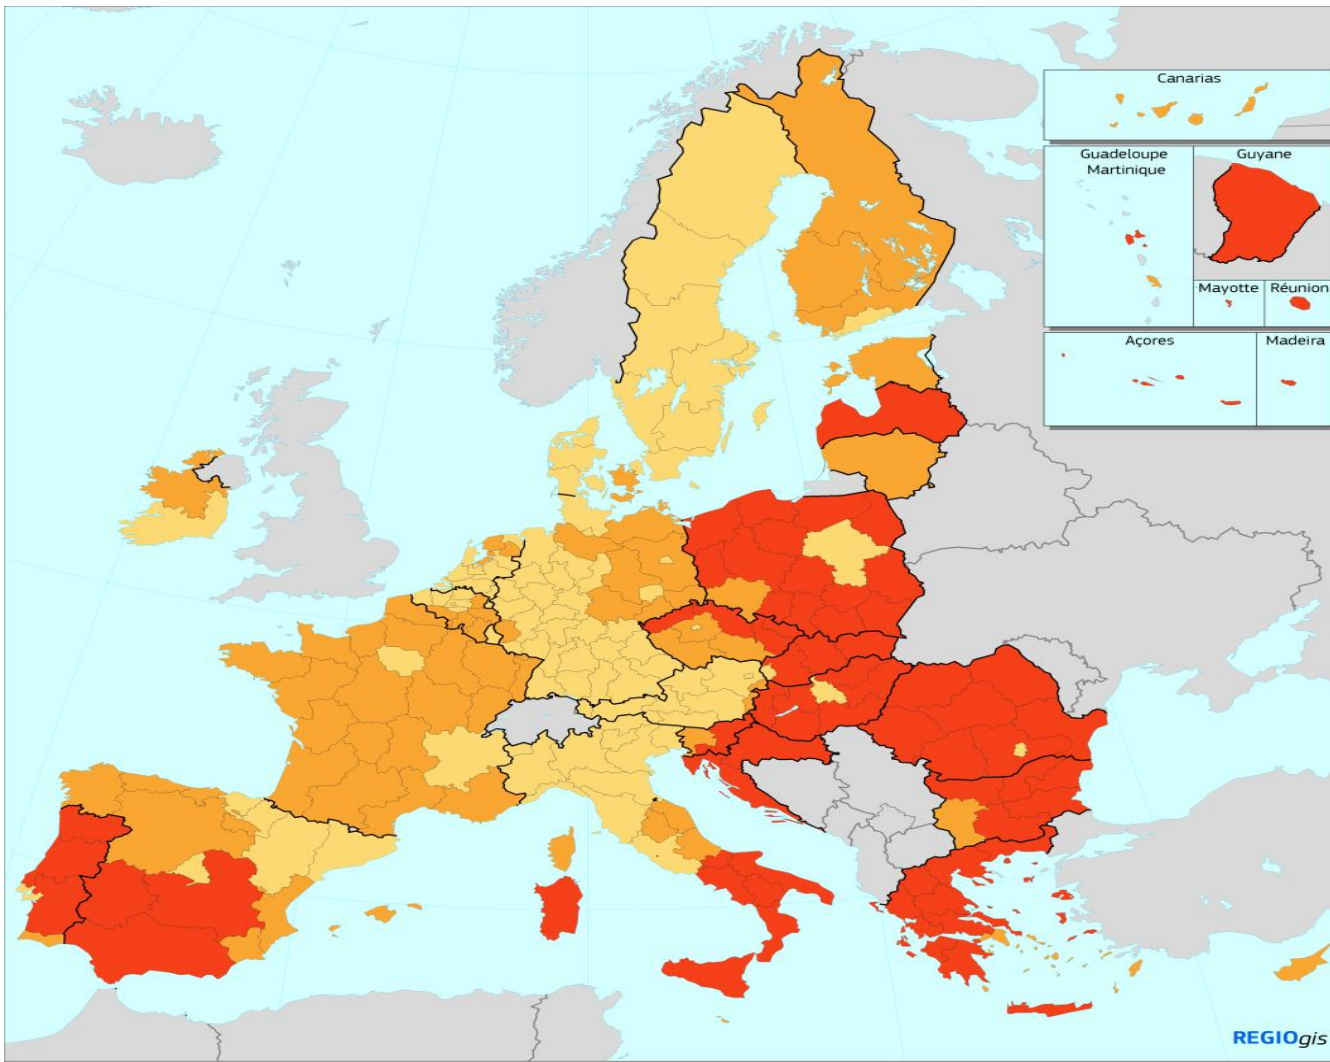 Canarias
Guadeloupe
Martinique
Guyane
Mayotte
Réunion
Açores
Madeira
REGIOgis